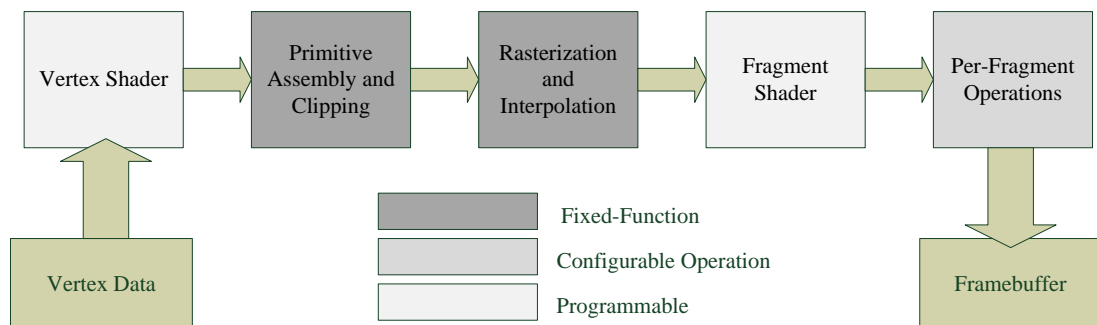 Vertex Shader
Primitive
Assembly and
Clipping
Rasterization
and
Interpolation
Fragment
Shader
Per-Fragment
Operations
Fixed-Function
Vertex Data
Configurable Operation
Framebuffer
Programmable